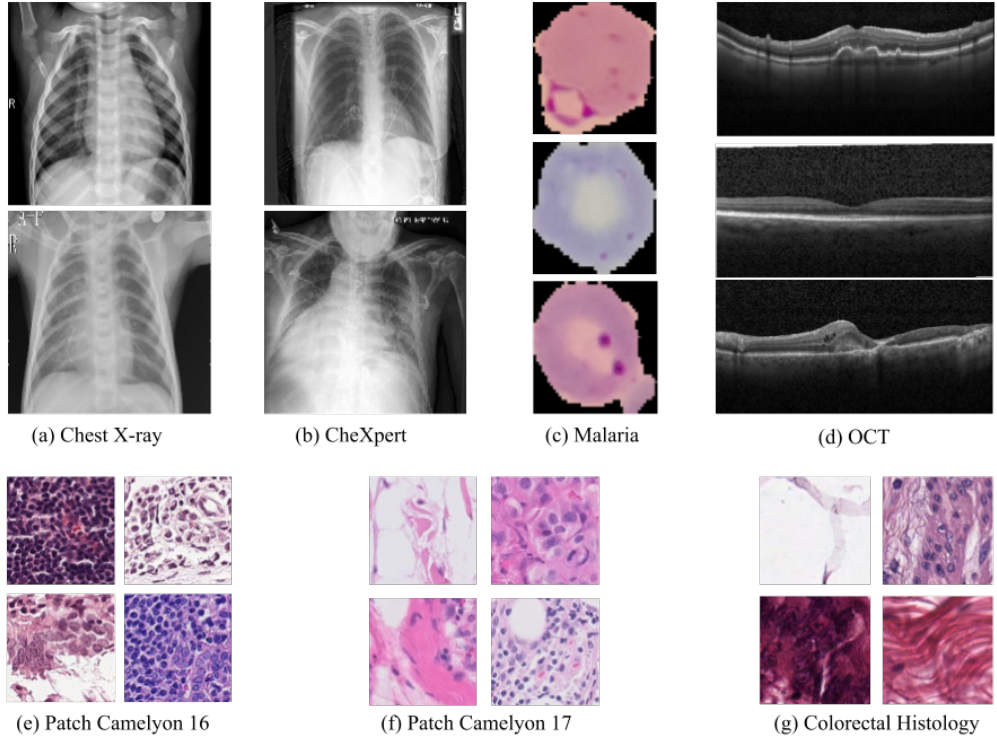 R
(a) Chest X-ray
(b) CheXpert
(c) Malaria
(d) OCT
(e) Patch Camelyon 16
(f) Patch Camelyon 17
(g) Colorectal Histology